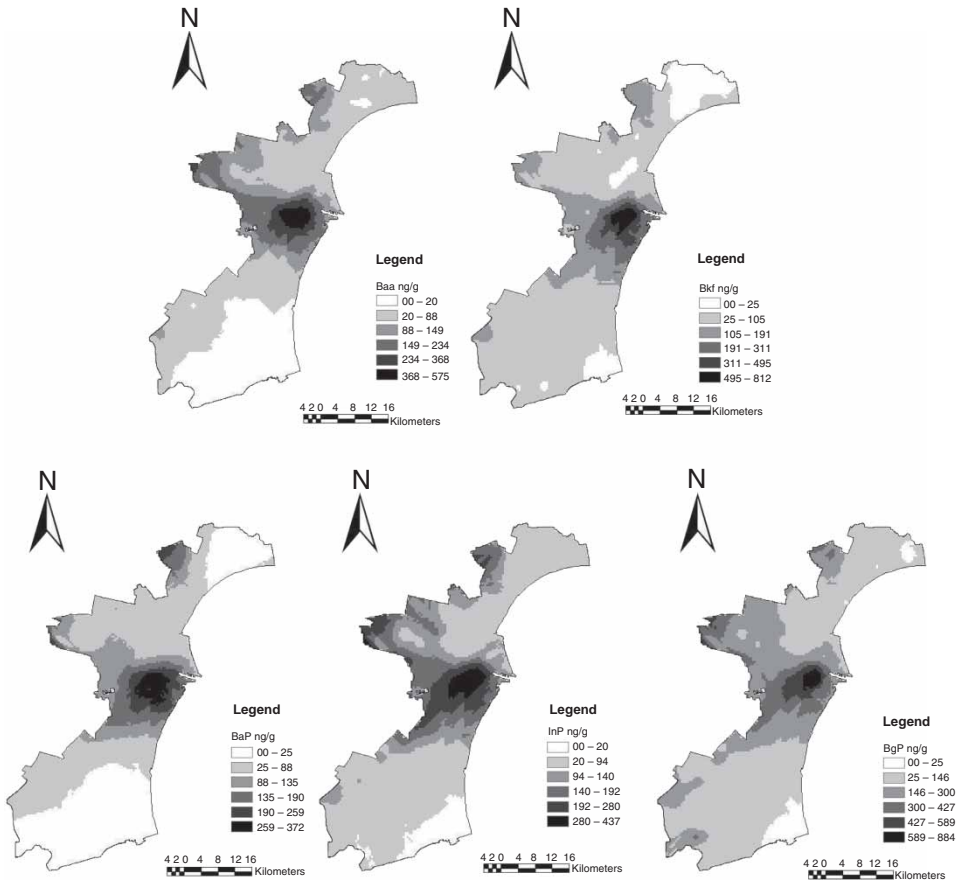 N
N
Legend
Baa ng/g
00 – 20
20 – 88
88 – 149
149 – 234
234 – 368
368 – 575
4 2 0 4 8 12 16
Kilometers
Legend
Bkf ng/g
00 – 25
25 – 105
105 – 191
191 – 311
311 – 495
495 – 812
4 2 0 4 8 12 16
Kilometers
N
N
N
Legend
BaP ng/g
00 – 25
25 – 88
88 – 135
135 – 190
190 – 259
259 – 372
4 2 0 4 8 12 16
Kilometers
Legend
InP ng/g
00 – 20
20 – 94
94 – 140
140 – 192
192 – 280
280 – 437
4 2 0 4 8 12 16
Kilometers
Legend
BgP ng/g
00 – 25
25 – 146
146 – 300
300 – 427
427 – 589
589 – 884
4 2 0 4 8 12 16
Kilometers